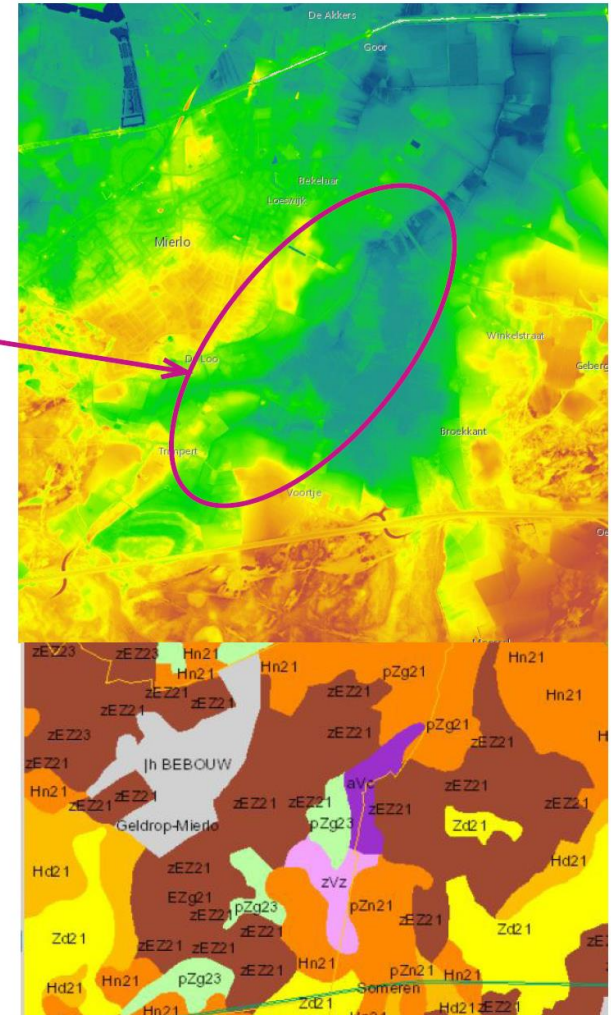 De Akkers
Goor
Bekelaar
Loeswijk
Mierlo
Winkelstraat
De Loo
Broekkant
Voortje
zEZ23 zEZ23 Hn21
Hn21 Hn21
pZg21
Hn21
zEZ21
zEZ21
zEZ21
zEZ21
Hn21
zEZ23
pZg21
zEZ21
zEZ21
|h BEBOUW
aVc
Hn21
zEZ21
zEZ21
zEZ21
zEZ21 zEZ21
zEZ21
zEZ21
zEZ21
Geldrop-Mierlo
pZg23
Zd21
Hd21
zEZ21
zVz
Hd21
EZg21
zEZ21
pZg23
pZn21
zEZ21
Zd21
zEZ21
Zd21
zEZ21 zEZ21
Hn21
pZn21 Hn21
pZg23
zEZ21
Someren
Hd21
Hn21
Hn21
Zd21
Hd21 zEZ21